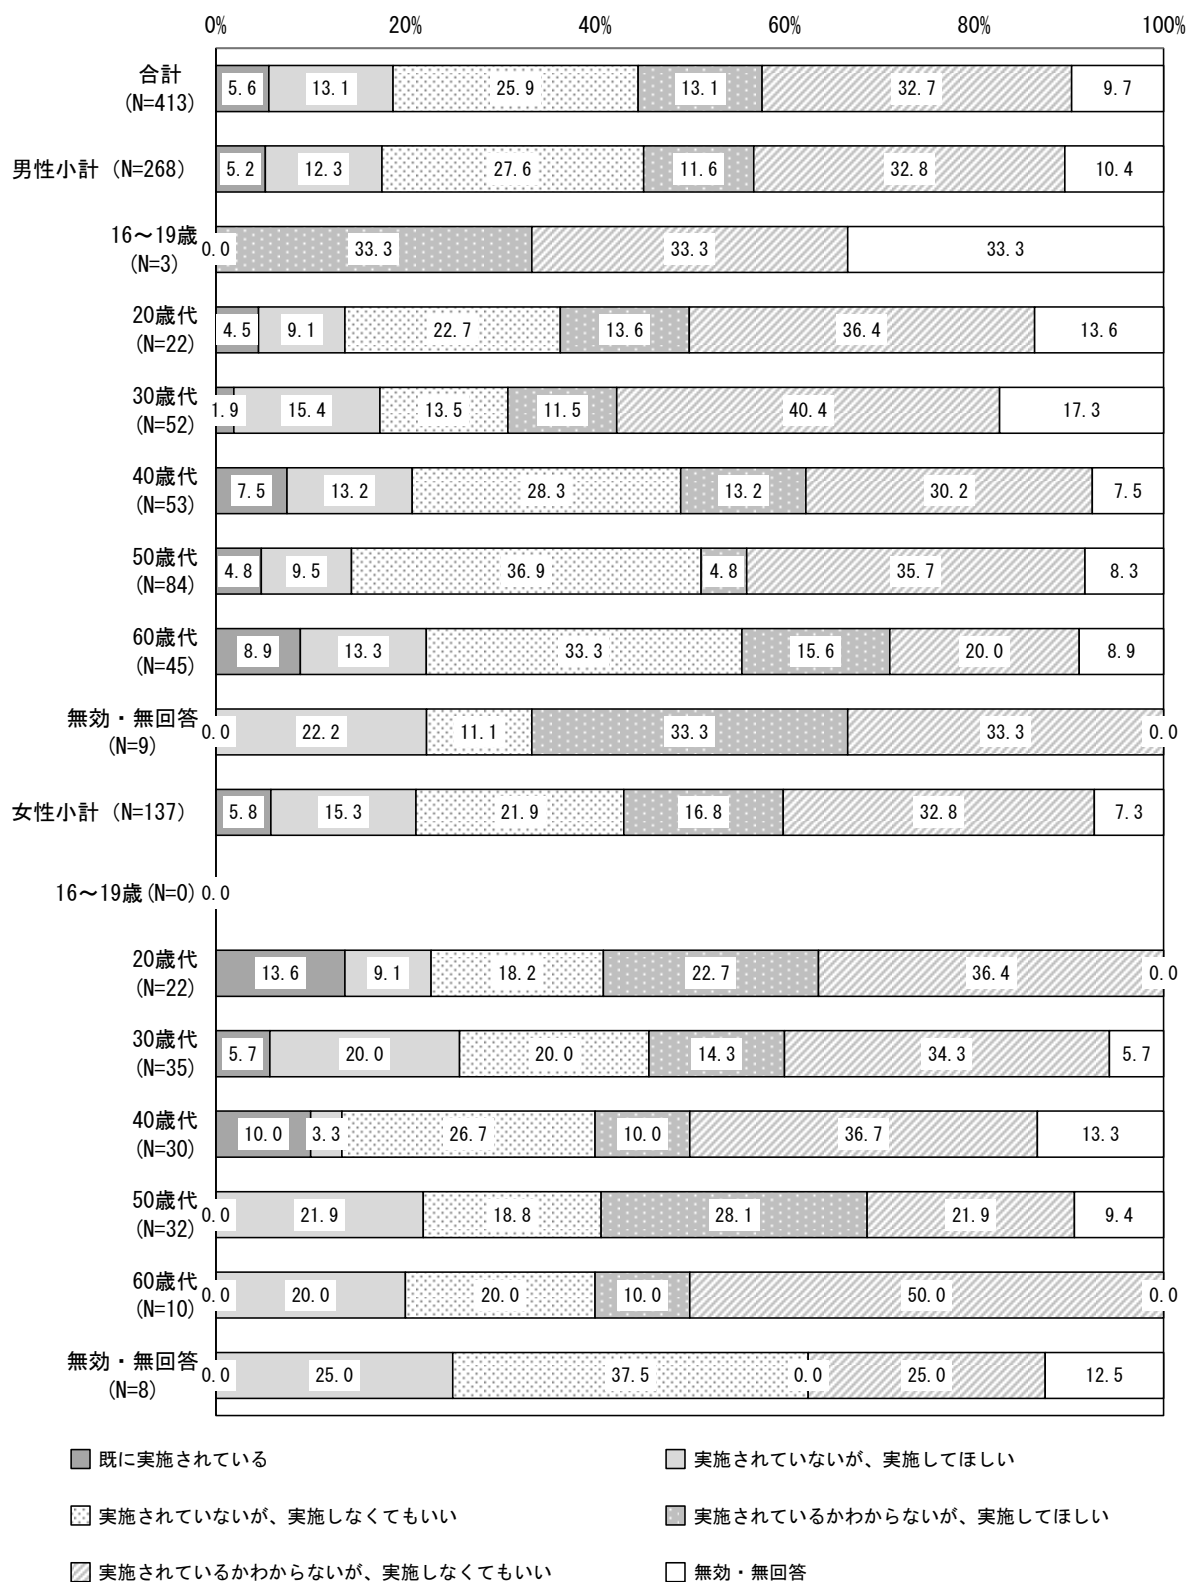 0% 20% 40% 60% 80% 100%
合計
(N=413)
5.6 13.1 25.9 13.1 32.7 9.7
男性小計 (N=268)
5.2 12.3 27.6 11.6 32.8 10.4
16～19歳
(N=3)
0.0 33.3 33.3 33.3
20歳代
(N=22)
4.5 9.1 22.7 13.6 36.4 13.6
30歳代
(N=52)
1.9 15.4 13.5 11.5 40.4 17.3
40歳代
(N=53)
7.5 13.2 28.3 13.2 30.2 7.5
50歳代
(N=84)
4.8 9.5 36.9 4.8 35.7 8.3
60歳代
(N=45)
8.9 13.3 33.3 15.6 20.0 8.9
無効・無回答
(N=9)
0.0 22.2 11.1 33.3 33.3 0.0
女性小計 (N=137)
5.8 15.3 21.9 16.8 32.8 7.3
16～19歳(N=0) 0.0
20歳代
(N=22)
13.6 9.1 18.2 22.7 36.4 0.0
30歳代
(N=35)
5.7 20.0 20.0 14.3 34.3 5.7
40歳代
(N=30)
10.0 3.3 26.7 10.0 36.7 13.3
50歳代
(N=32)
0.0 21.9 18.8 28.1 21.9 9.4
60歳代
(N=10)
0.0 20.0 20.0 10.0 50.0 0.0
無効・無回答
(N=8)
0.0 25.0 37.5 0.0 25.0 12.5
既に実施されている
実施されていないが、実施してほしい
実施されていないが、実施しなくてもいい
実施されているかわからないが、実施してほしい
実施されているかわからないが、実施しなくてもいい
無効・無回答